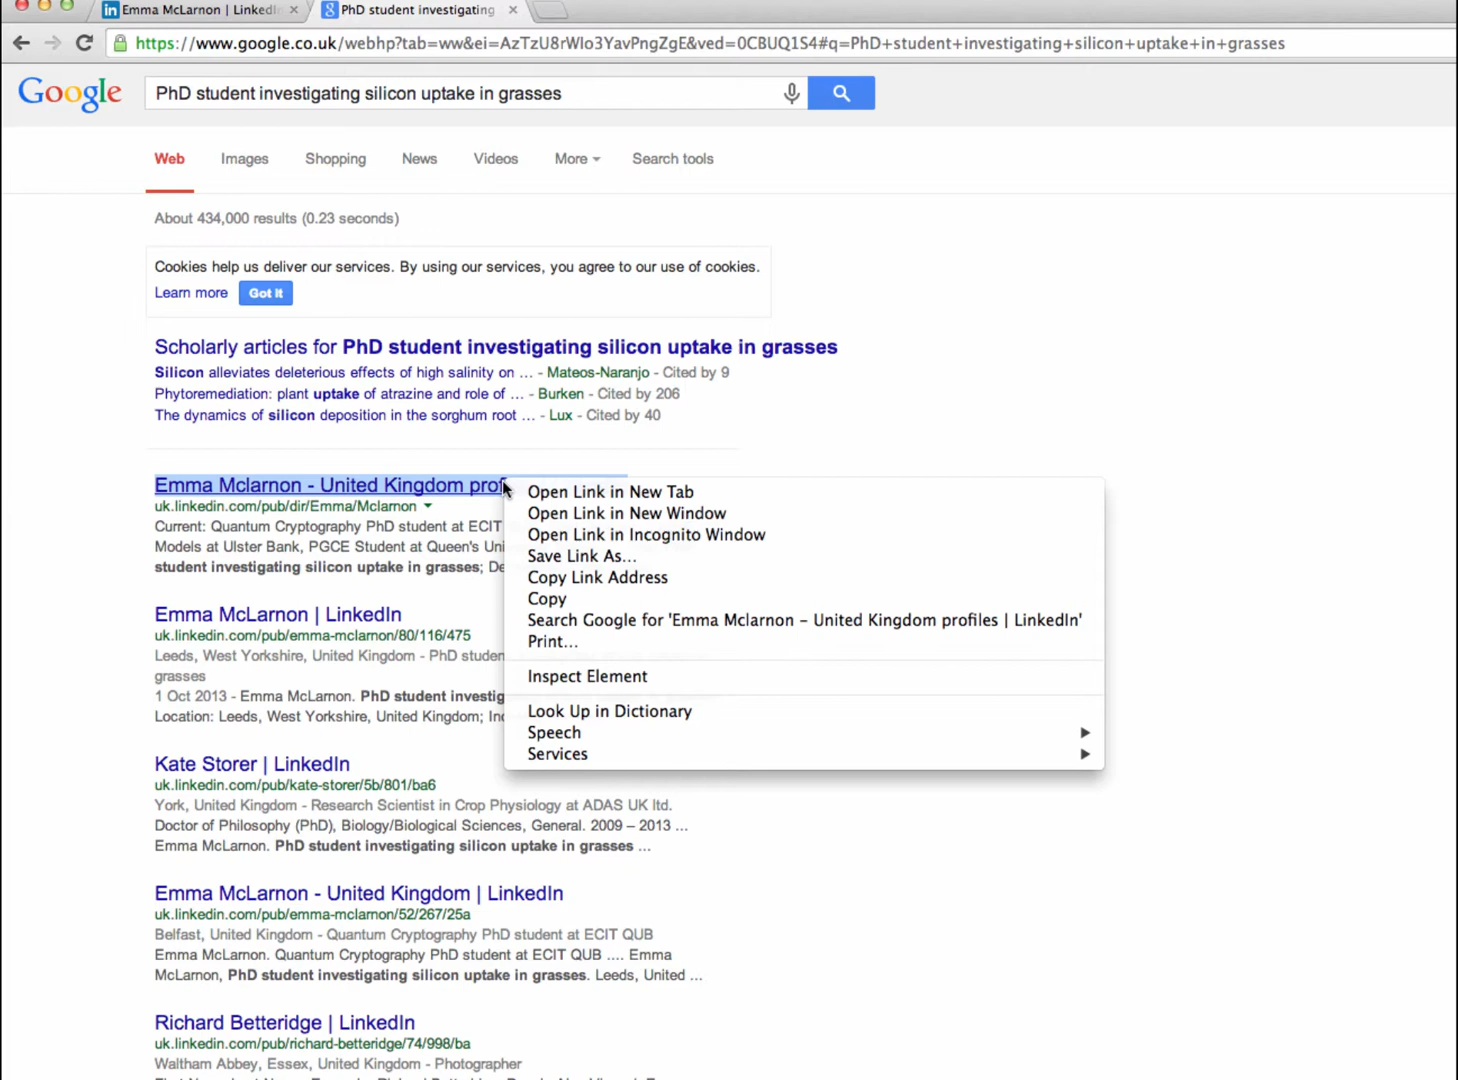 Emma McLarnon | LinkedI
PhD student investigating
https://www.google.co.uk/webhp?tab=ww&ei=AzTzU8rWIo3YavPngZgE&ved=0CBUQ1S4#q=PhD+student+investigating+silicon+uptake+in+grasses
Google
PhD student investigating silicon uptake in grasses
Web Images Shopping News Videos More Search tools
About 434,000 results (0.23 seconds)
Cookies help us deliver our services. By using our services, you agree to our use of cookies.
Learn more Got it
Scholarly articles for PhD student investigating silicon uptake in grasses
Silicon alleviates deleterious effects of high salinity on ... - Mateos-Naranjo - Cited by 9
Phytoremediation: plant uptake of atrazine and role of ... - Burken - Cited by 206
The dynamics of silicon deposition in the sorghum root ... - Lux - Cited by 40
Emma Mclarnon - United Kingdom prof
uk.linkedin.com/pub/dir/Emma/Mclarnon
Current: Quantum Cryptography PhD student at ECIT
Models at Ulster Bank, PGCE Student at Queen's Uni
student investigating silicon uptake in grasses; De
Open Link in New Tab
Open Link in New Window
Open Link in Incognito Window
Save Link As...
Copy Link Address
Copy
Search Google for 'Emma Mclarnon – United Kingdom profiles | LinkedIn'
Print...
Inspect Element
Look Up in Dictionary
Speech
Services
Emma McLarnon | LinkedIn
uk.linkedin.com/pub/emma-mclarnon/80/116/475
Leeds, West Yorkshire, United Kingdom - PhD studen
grasses
1 Oct 2013 - Emma McLarnon. PhD student investig
Location: Leeds, West Yorkshire, United Kingdom; In
Kate Storer | LinkedIn
uk.linkedin.com/pub/kate-storer/5b/801/ba6
York, United Kingdom - Research Scientist in Crop Physiology at ADAS UK ltd.
Doctor of Philosophy (PhD), Biology/Biological Sciences, General. 2009 – 2013 ...
Emma McLarnon. PhD student investigating silicon uptake in grasses ...
Emma McLarnon - United Kingdom | LinkedIn
uk.linkedin.com/pub/emma-mclarnon/52/267/25a
Belfast, United Kingdom - Quantum Cryptography PhD student at ECIT QUB
Emma McLarnon. Quantum Cryptography PhD student at ECIT QUB .... Emma
McLarnon, PhD student investigating silicon uptake in grasses. Leeds, United ...
Richard Betteridge | LinkedIn
uk.linkedin.com/pub/richard-betteridge/74/998/ba
Waltham Abbey, Essex, United Kingdom - Photographer